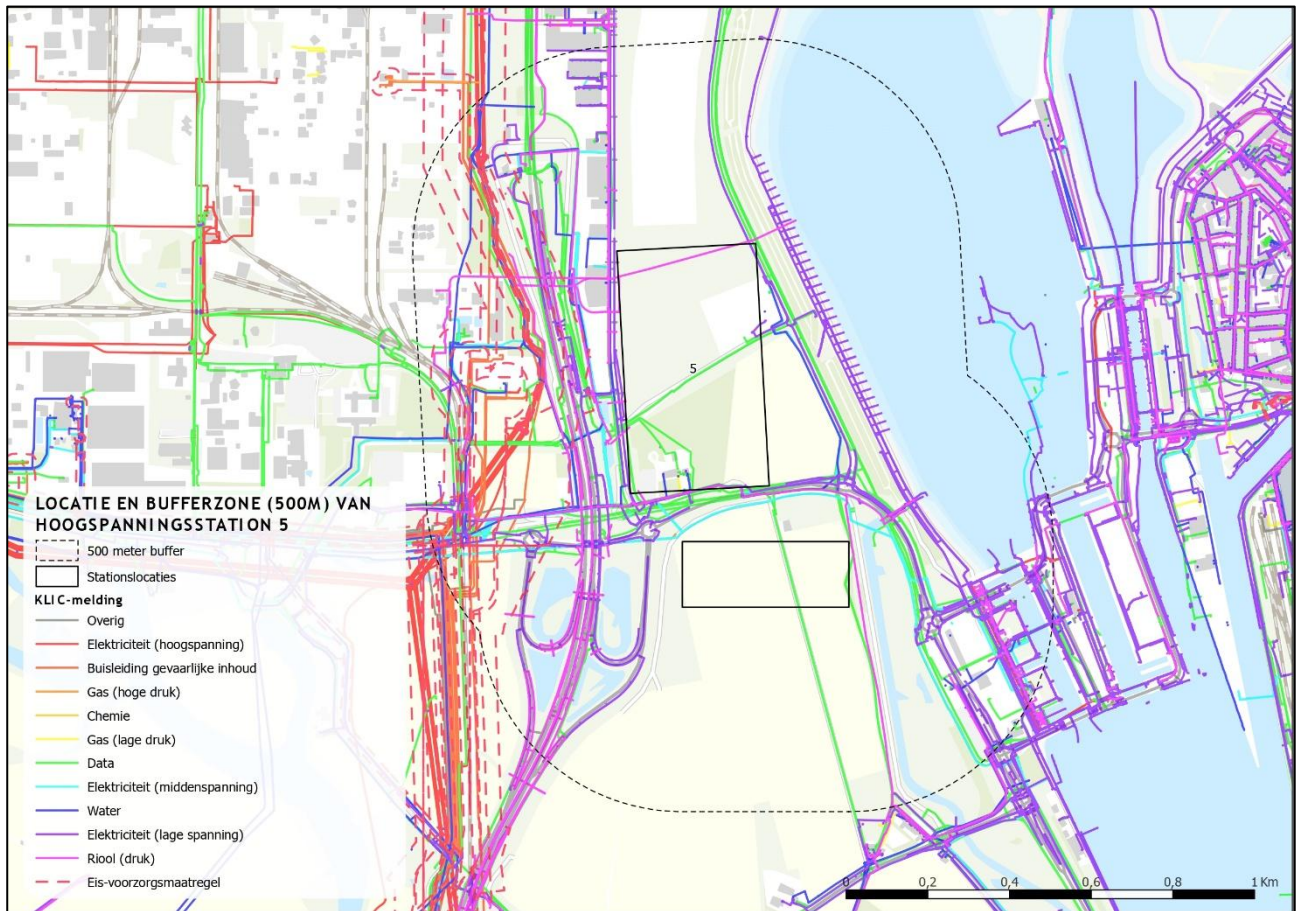 5
LOCATIE EN BUFFERZONE (500M) VAN
HOOGSPANNINGSSTATION 5
500 meter buffer
Stationslocaties
KLIC-melding
Overig
Elektriciteit (hoogspanning)
Buisleiding gevaarlijke inhoud
Gas (hoge druk)
Chemie
Gas (lage druk)
Data
Elektriciteit (middenspanning)
Water
Elektriciteit (lage spanning)
Riool (druk)
Eis-voorzorgsmaatregel
0 0,2 0,4 0,6 0,8 1 Km